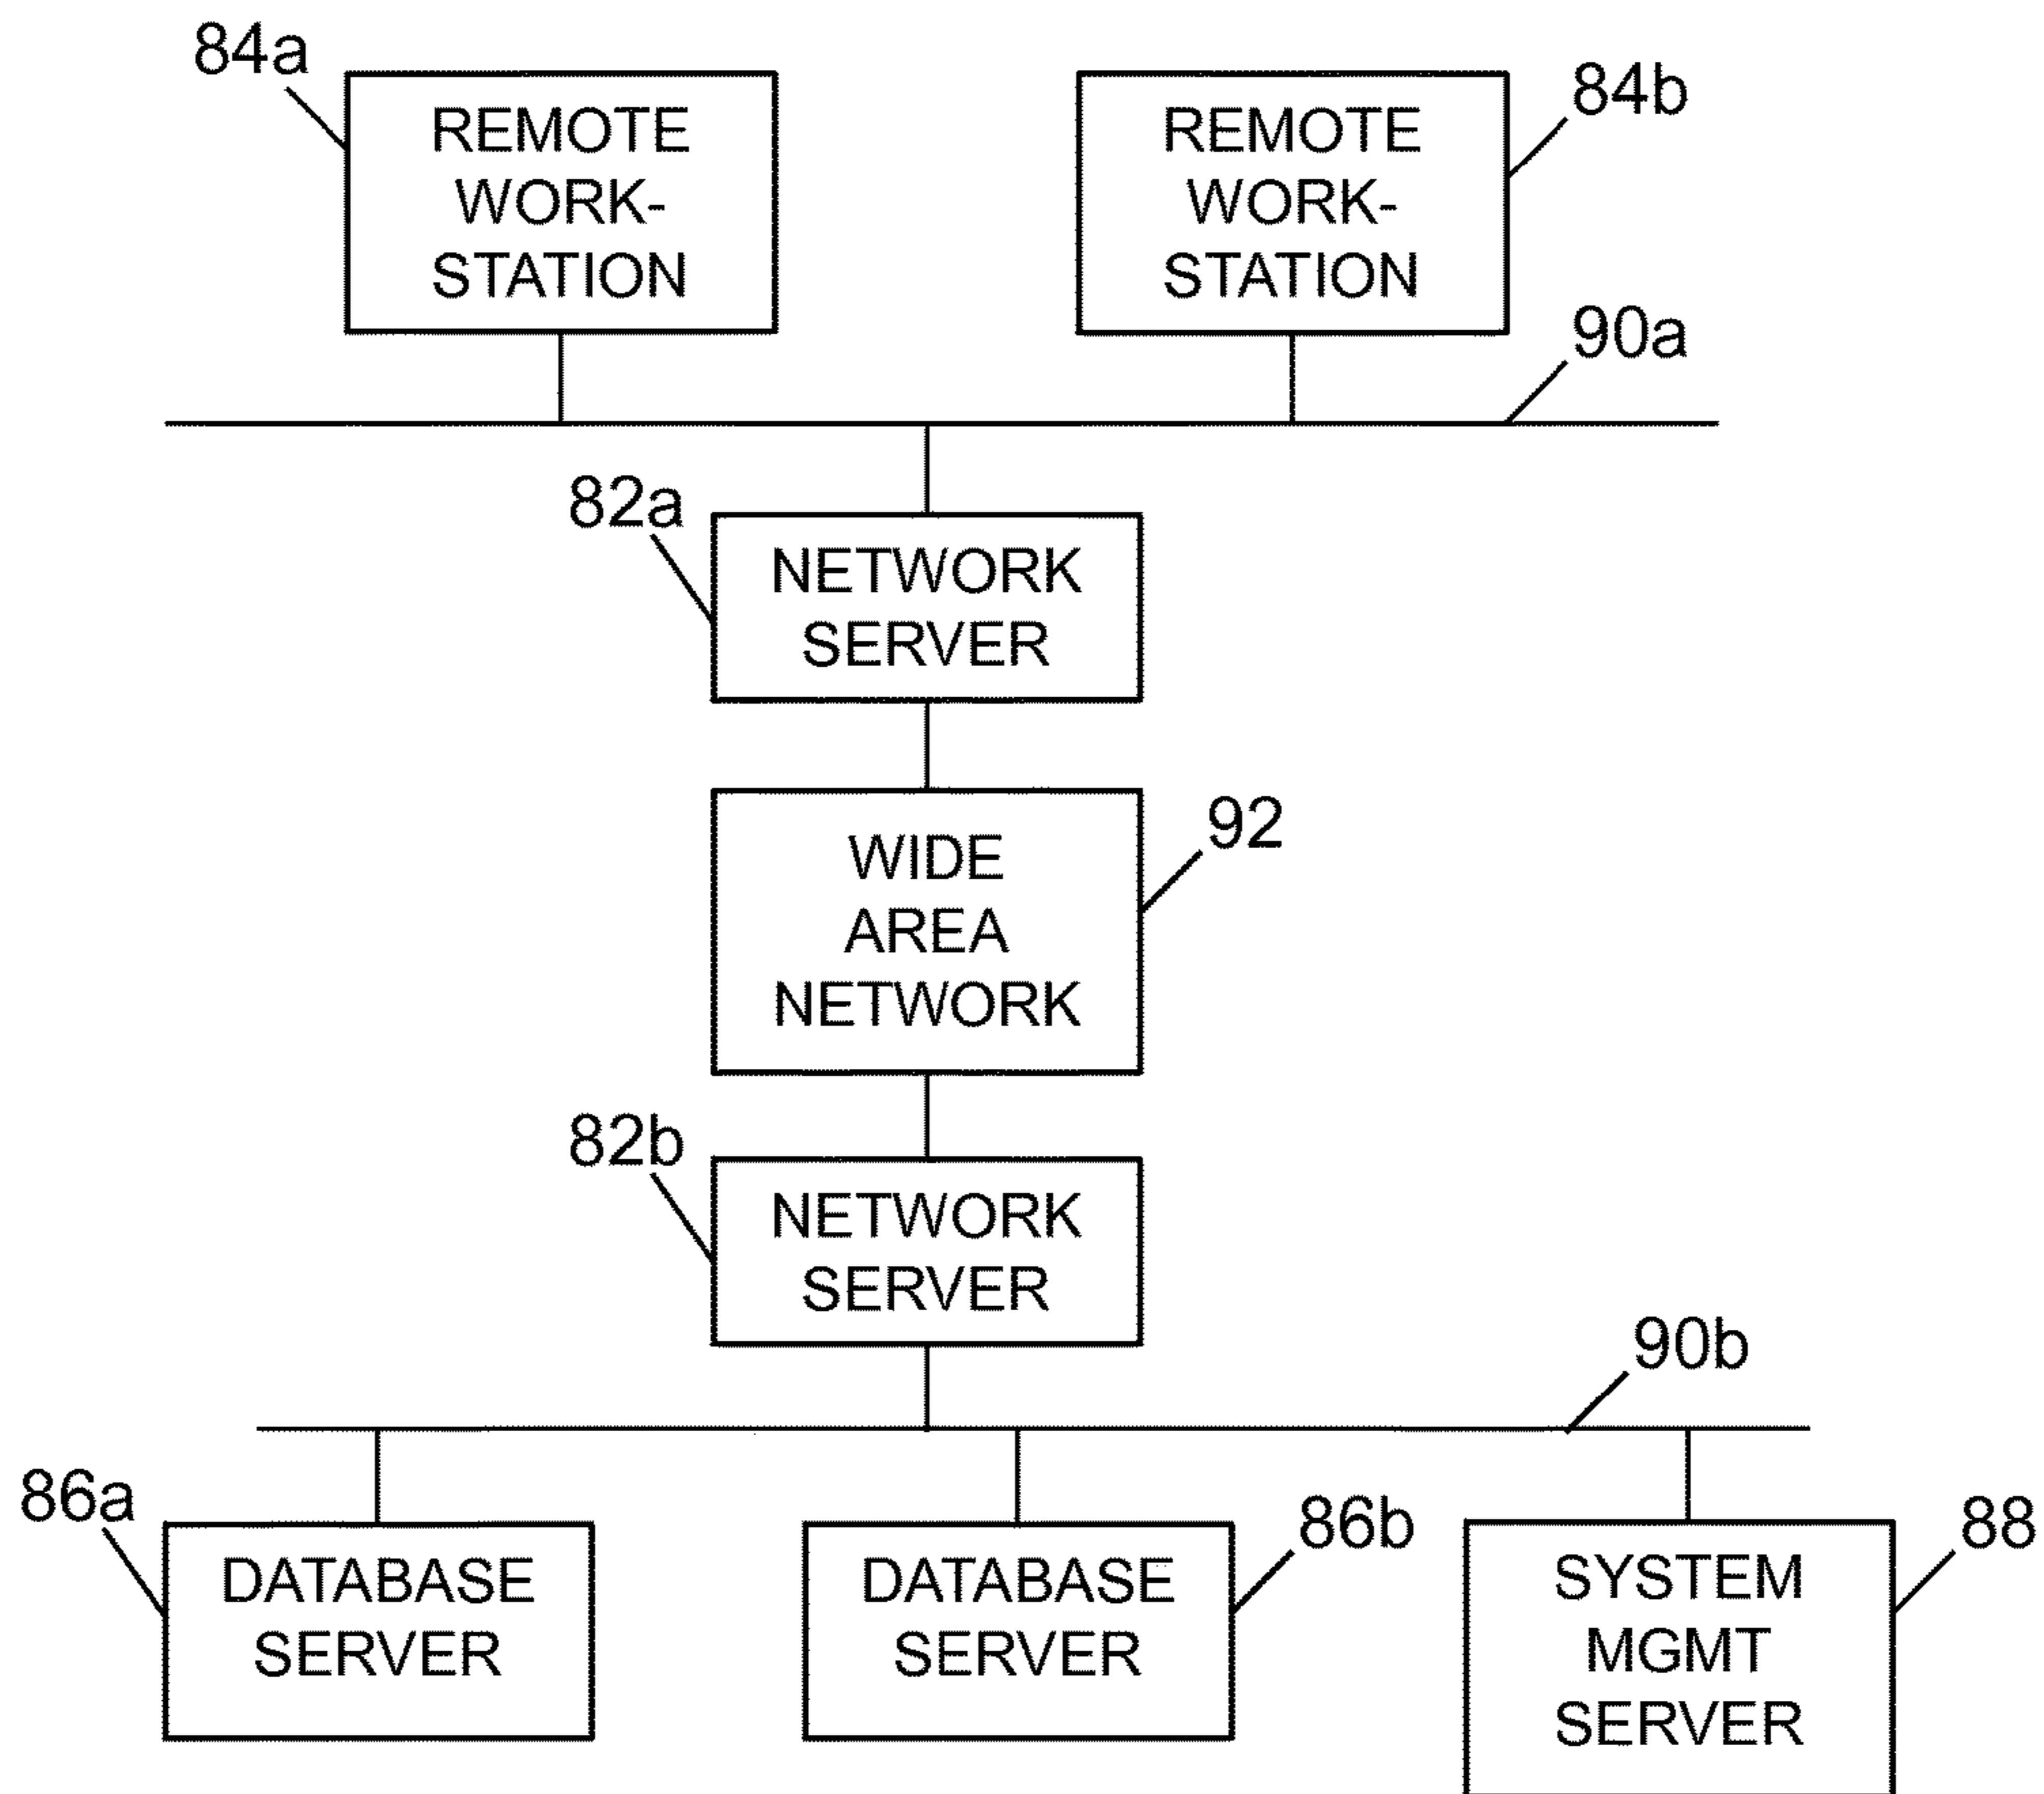 84a
REMOTE
WORK-
STATION
REMOTE
WORK-
STATION
84b
90a
82a
NETWORK
SERVER
WIDE
AREA
NETWORK
92
82b
NETWORK
SERVER
90b
86a
DATABASE
SERVER
DATABASE
SERVER
86b
SYSTEM
MGMT
SERVER
88